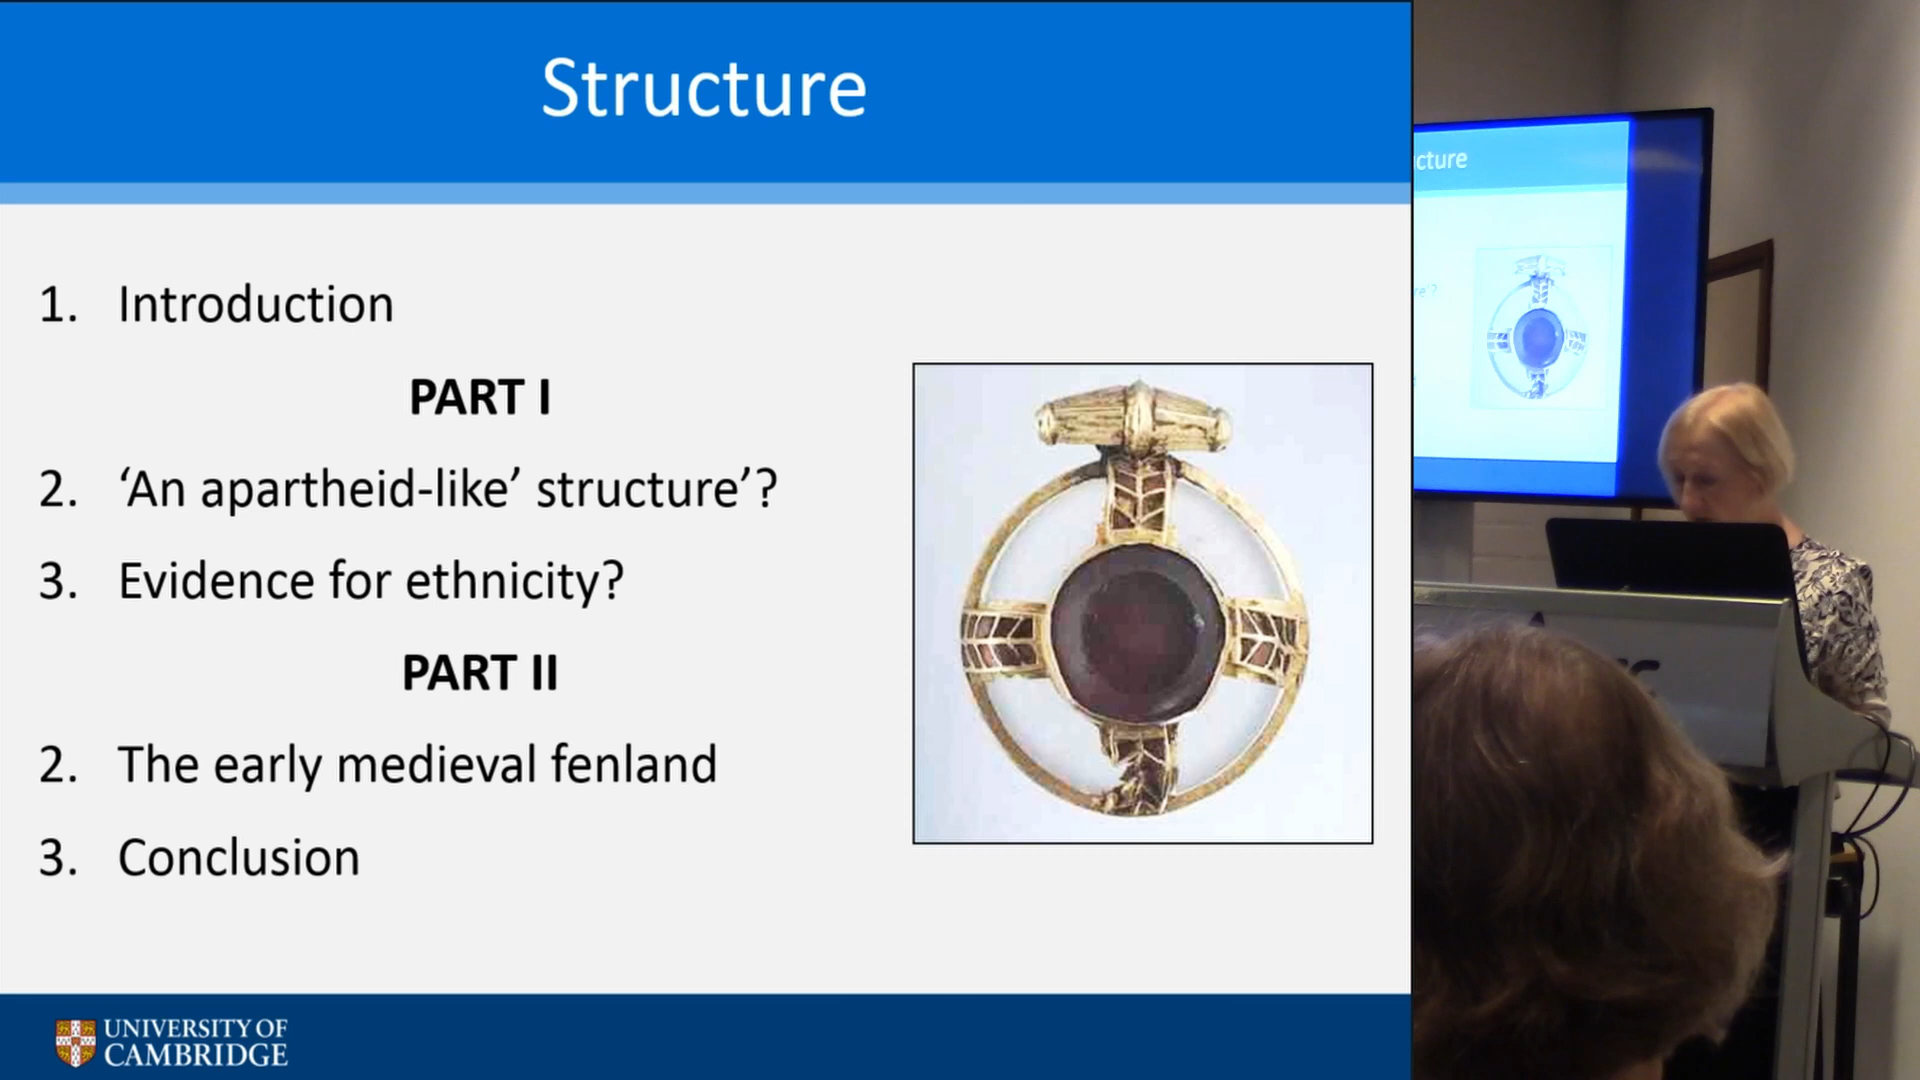 Structure
1. Introduction
PART I
2. ‘An apartheid-like’ structure’?
3. Evidence for ethnicity?
PART II
2. The early medieval fenland
3. Conclusion
UNIVERSITY OF
CAMBRIDGE
cture
re’?